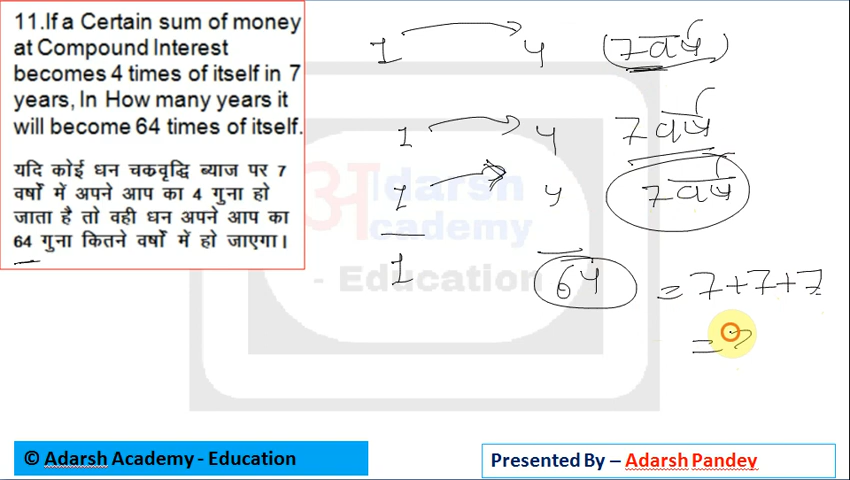 11.If a Certain sum of money
at Compound Interest
becomes 4 times of itself in 7
years, In How many years it
will become 64 times of itself.
यदि कोई धन चक्रवृद्धि ब्याज पर 7
वर्षों में अपने आप का 4 गुना हो
जाता है तो वही धन अपने आप का
64 गुना कितने वर्षों में हो जाएगा।
1 4 (7वर्ष)
1 4 7वर्ष
1 4 7वर्ष
1 64 = 7+7+7
=
अ
Adarsh
Academy
- Education
© Adarsh Academy - Education
Presented By – Adarsh Pandey